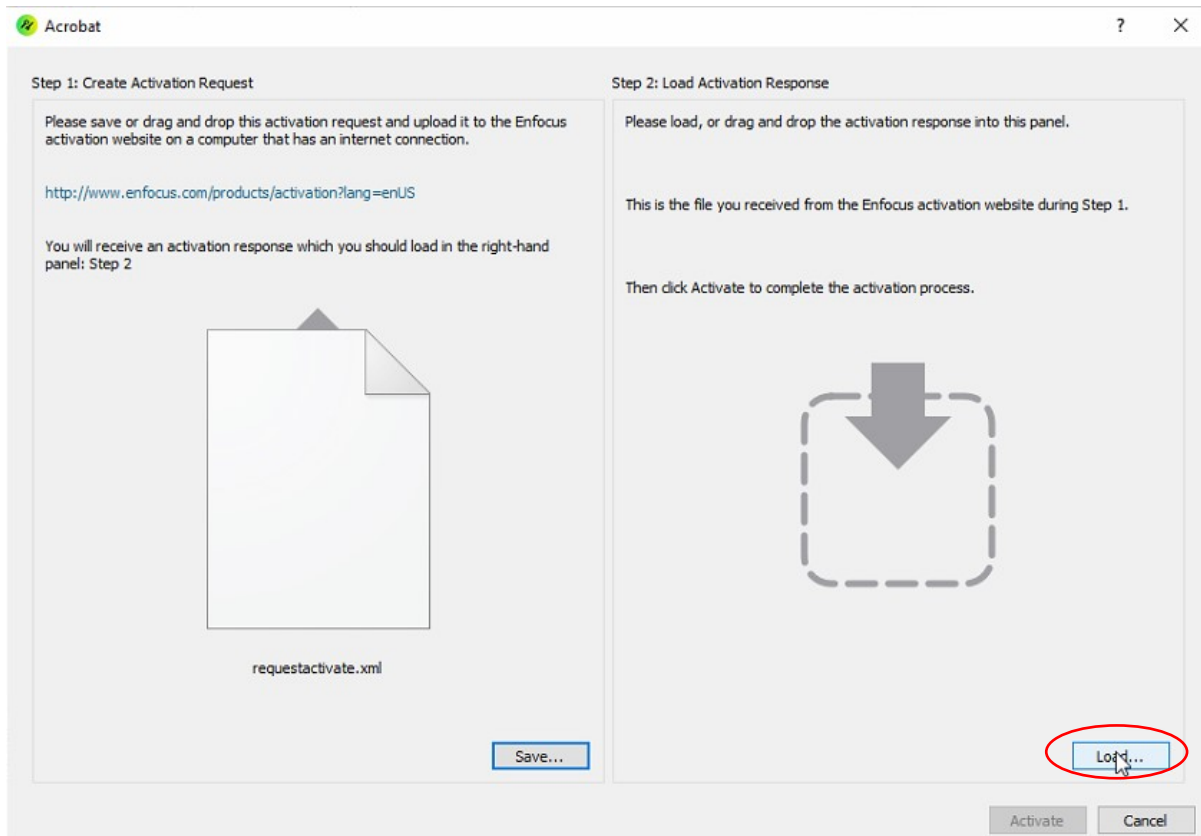 Acrobat
?
Step 1: Create Activation Request
Please save or drag and drop this activation request and upload it to the Enfocus
activation website on a computer that has an internet connection.
http://www.enfocus.com/products/activation?lang=enUS
You will receive an activation response which you should load in the right-hand
panel: Step 2
requestactivate.xml
Save...
Step 2: Load Activation Response
Please load, or drag and drop the activation response into this panel.
This is the file you received from the Enfocus activation website during Step 1.
Then click Activate to complete the activation process.
Load...
Activate
Cancel